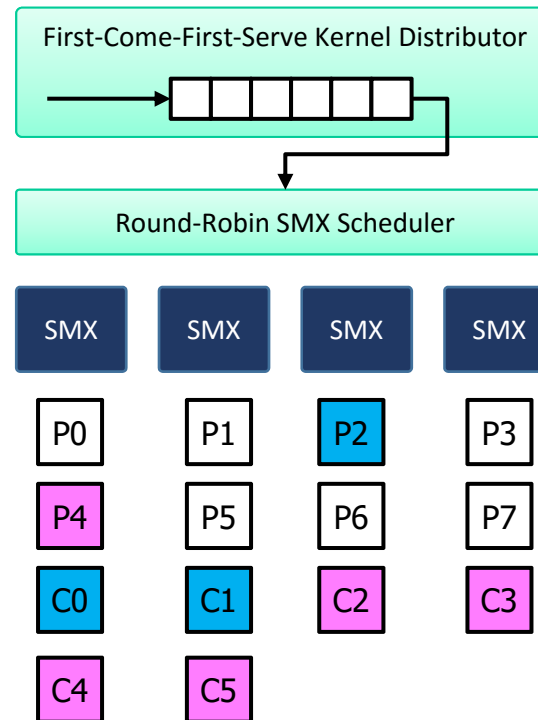 First-Come-First-Serve Kernel Distributor
Round-Robin SMX Scheduler
SMX SMX SMX SMX
P0 P1 P2 P3
P4 P5 P6 P7
C0 C1 C2 C3
C4 C5